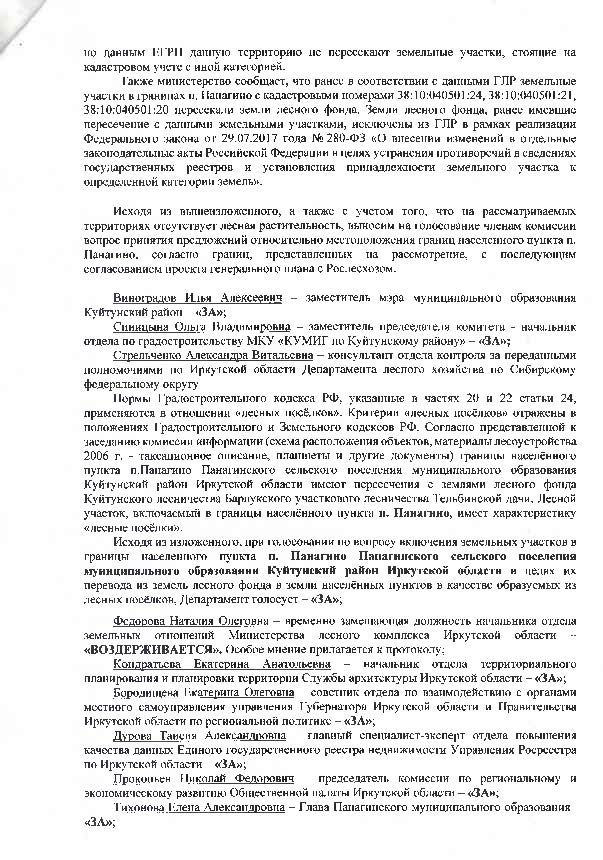 по данным ЕГРН данную территорию не пересекают земельные участки, стоящие на
кадастровом учете с иной категорией.
Также министерство сообщает, что ранее в соответствии с данными ГЛР земельные
участки в границах п. Панагино с кадастровыми номерами 38:10:040501:24, 38:10:040501:21,
38:10:040501:20 пересекали земли лесного фонда. Земли лесного фонда, ранее имевшие
пересечение с данными земельными участками, исключены из ГЛР в рамках реализации
Федерального закона от 29.07.2017 года № 280-ФЗ «О внесении изменений в отдельные
законодательные акты Российской Федерации в целях устранения противоречий в сведениях
государственных реестров и установления принадлежности земельного участка к
определенной категории земель».
Исходя из вышеизложенного, а также с учетом того, что на рассматриваемых
территориях отсутствует лесная растительность, выносим на голосование членам комиссии
вопрос принятия предложений относительно местоположения границ населенного пункта п.
Панагино, согласно границ, представленных на рассмотрение, с последующим
согласованием проекта генерального плана с Рослесхозом.
Виноградов Илья Алексеевич – заместитель мэра муниципального образования
Куйтунский район – «ЗА»;
Синицына Ольга Владимировна – заместитель председателя комитета - начальник
отдела по градостроительству МКУ «КУМИГ по Куйтунскому району» – «ЗА»;
Стрельченко Александра Витальевна – консультант отдела контроля за переданными
полномочиями по Иркутской области Департамента лесного хозяйства по Сибирскому
федеральному округу
Нормы Градостроительного кодекса РФ, указанные в частях 20 и 22 статьи 24,
применяются в отношении «лесных посёлков». Критерии «лесных посёлков» отражены в
положениях Градостроительного и Земельного кодексов РФ. Согласно представленной к
заседанию комиссии информации (схема расположения объектов, материалы лесоустройства
2006 г. - таксационное описание, планшеты и другие документы) границы населённого
пункта п.Панагино Панагинского сельского поселения муниципального образования
Куйтунский район Иркутской области имеют пересечения с землями лесного фонда
Куйтунского лесничества Барлукского участкового лесничества Тельбинской дачи. Лесной
участок, включаемый в границы населённого пункта п. Панагино, имеет характеристику
«лесные посёлки».
Исходя из изложенного, при голосовании по вопросу включения земельных участков в
границы населенного пункта п. Панагино Панагинского сельского поселения
муниципального образования Куйтунский район Иркутской области в целях их
перевода из земель лесного фонда в земли населённых пунктов в качестве образуемых из
лесных посёлков, Департамент голосует – «ЗА»;
Федорова Наталия Олеговна – временно замещающая должность начальника отдела
земельных отношений Министерства лесного комплекса Иркутской области –
«ВОЗДЕРЖИВАЕТСЯ». Особое мнение прилагается к протоколу;
Кондратьева Екатерина Анатольевна – начальник отдела территориального
планирования и планировки территории Службы архитектуры Иркутской области – «ЗА»;
Бородищева Екатерина Олеговна – советник отдела по взаимодействию с органами
местного самоуправления управления Губернатора Иркутской области и Правительства
Иркутской области по региональной политике – «ЗА»;
Дурова Таисия Александровна – главный специалист-эксперт отдела повышения
качества данных Единого государственного реестра недвижимости Управления Росреестра
по Иркутской области – «ЗА»;
Прокопьев Николай Федорович – председатель комиссии по региональному и
экономическому развитию Общественной палаты Иркутской области – «ЗА»;
Тихонова Елена Александровна – Глава Панагинского муниципального образования –
«ЗА»;